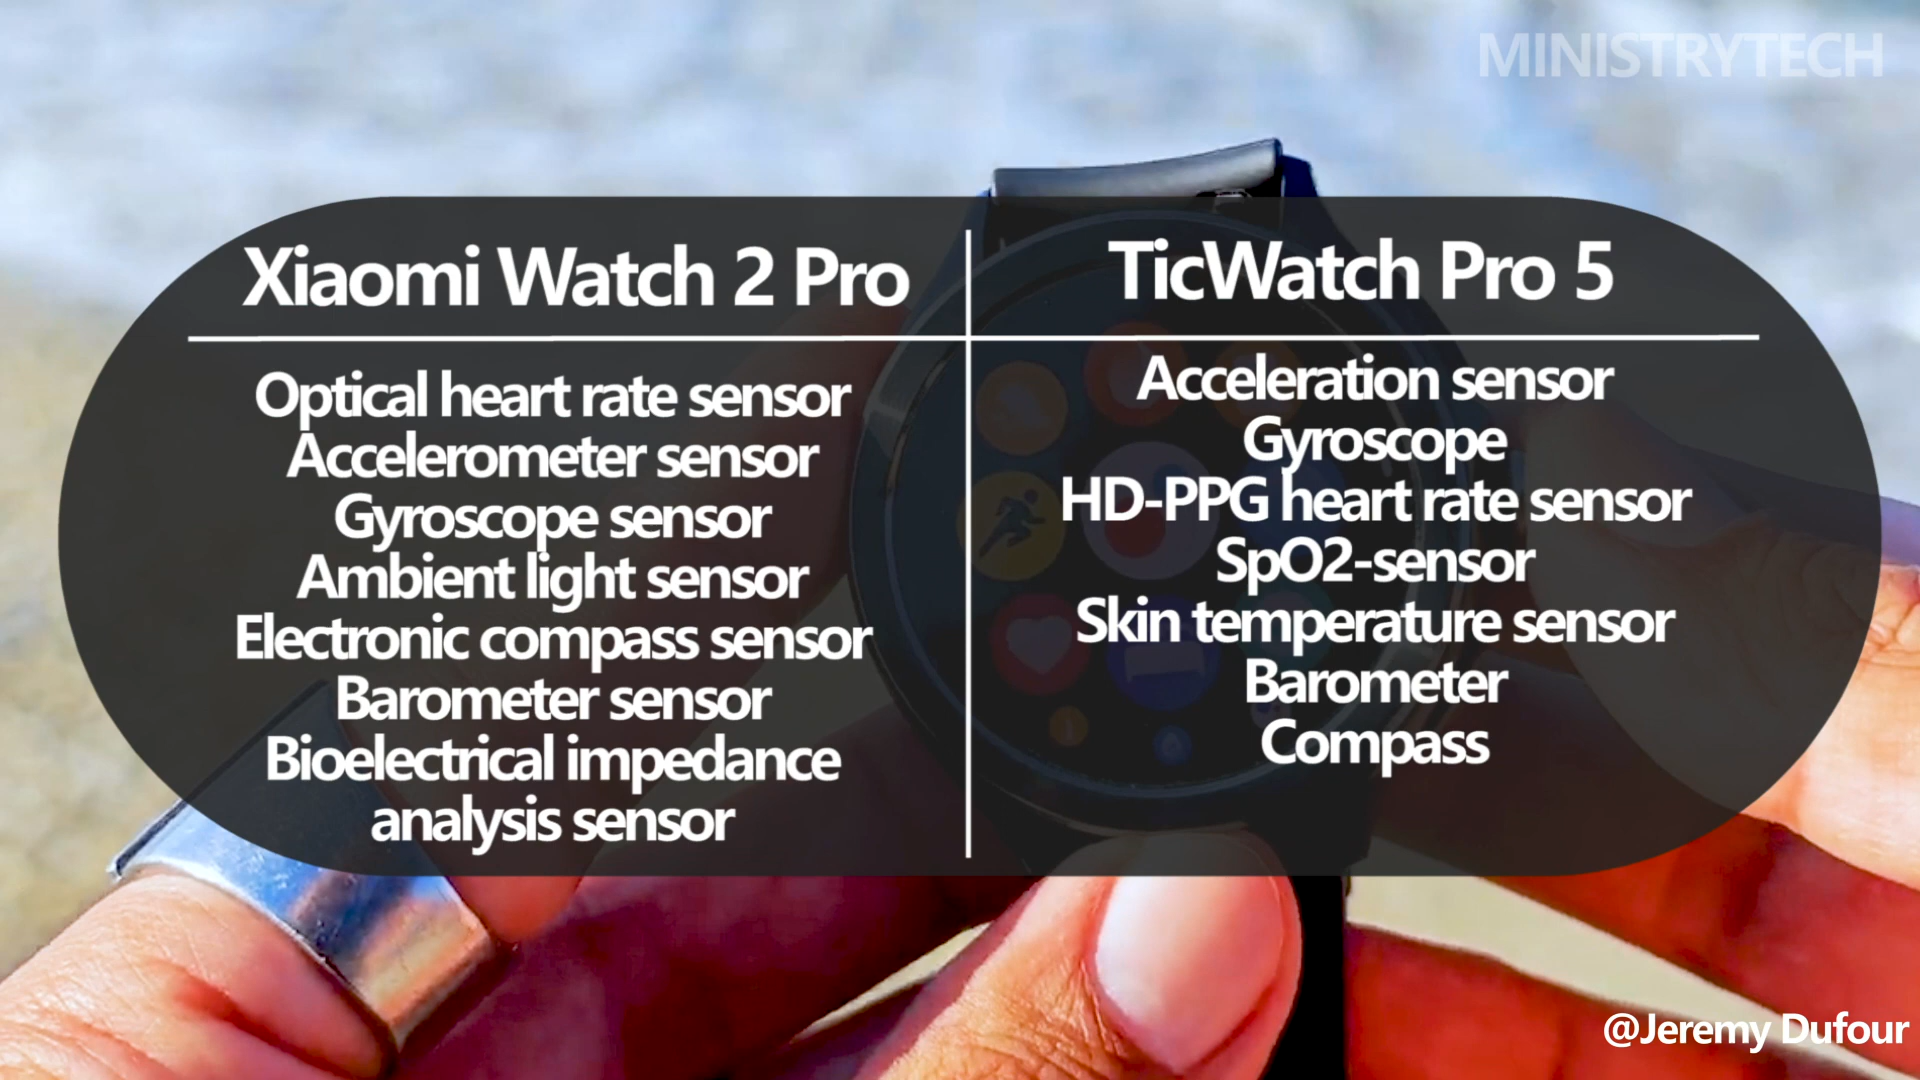 MINISTRYTECH
Xiaomi Watch 2 Pro
Optical heart rate sensor
Accelerometer sensor
Gyroscope sensor
Ambient light sensor
Electronic compass sensor
Barometer sensor
Bioelectrical impedance
analysis sensor
TicWatch Pro 5
Acceleration sensor
Gyroscope
HD-PPG heart rate sensor
SpO2-sensor
Skin temperature sensor
Barometer
Compass
@Jeremy Dufour